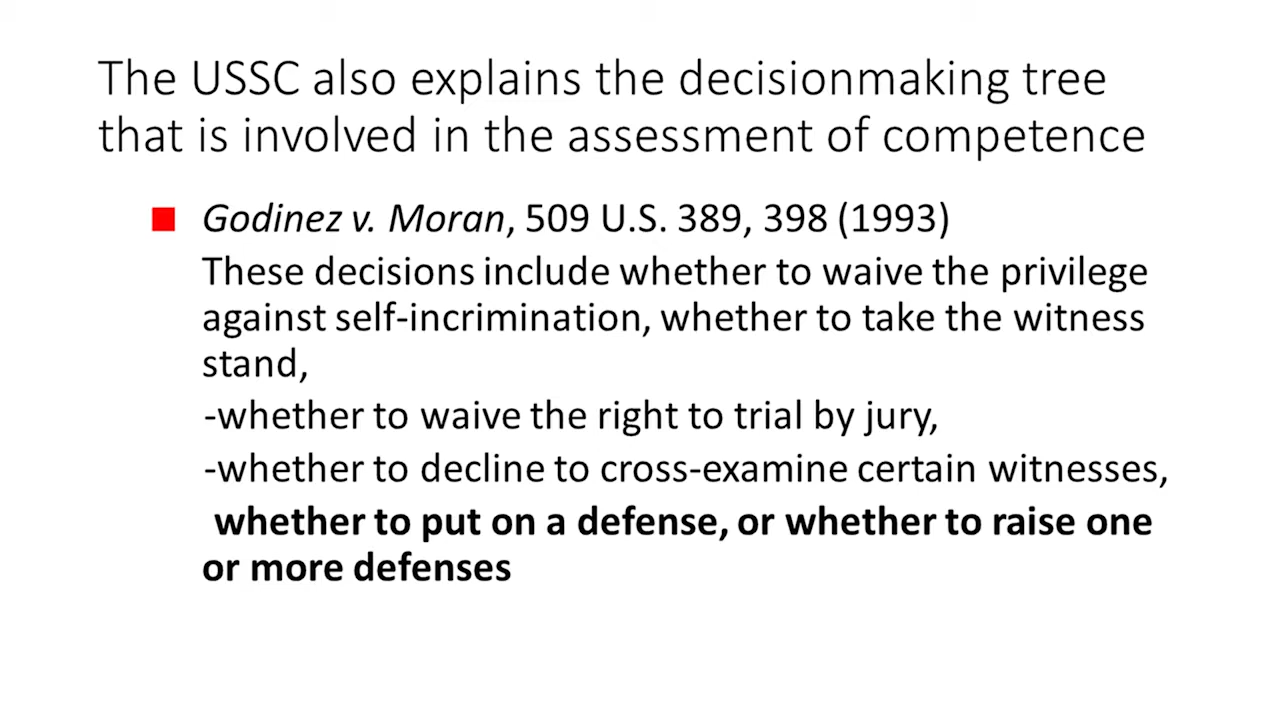 The USSC also explains the decisionmaking tree
that is involved in the assessment of competence
Godinez v. Moran, 509 U.S. 389, 398 (1993)
These decisions include whether to waive the privilege
against self-incrimination, whether to take the witness
stand,
-whether to waive the right to trial by jury,
-whether to decline to cross-examine certain witnesses,
whether to put on a defense, or whether to raise one
or more defenses